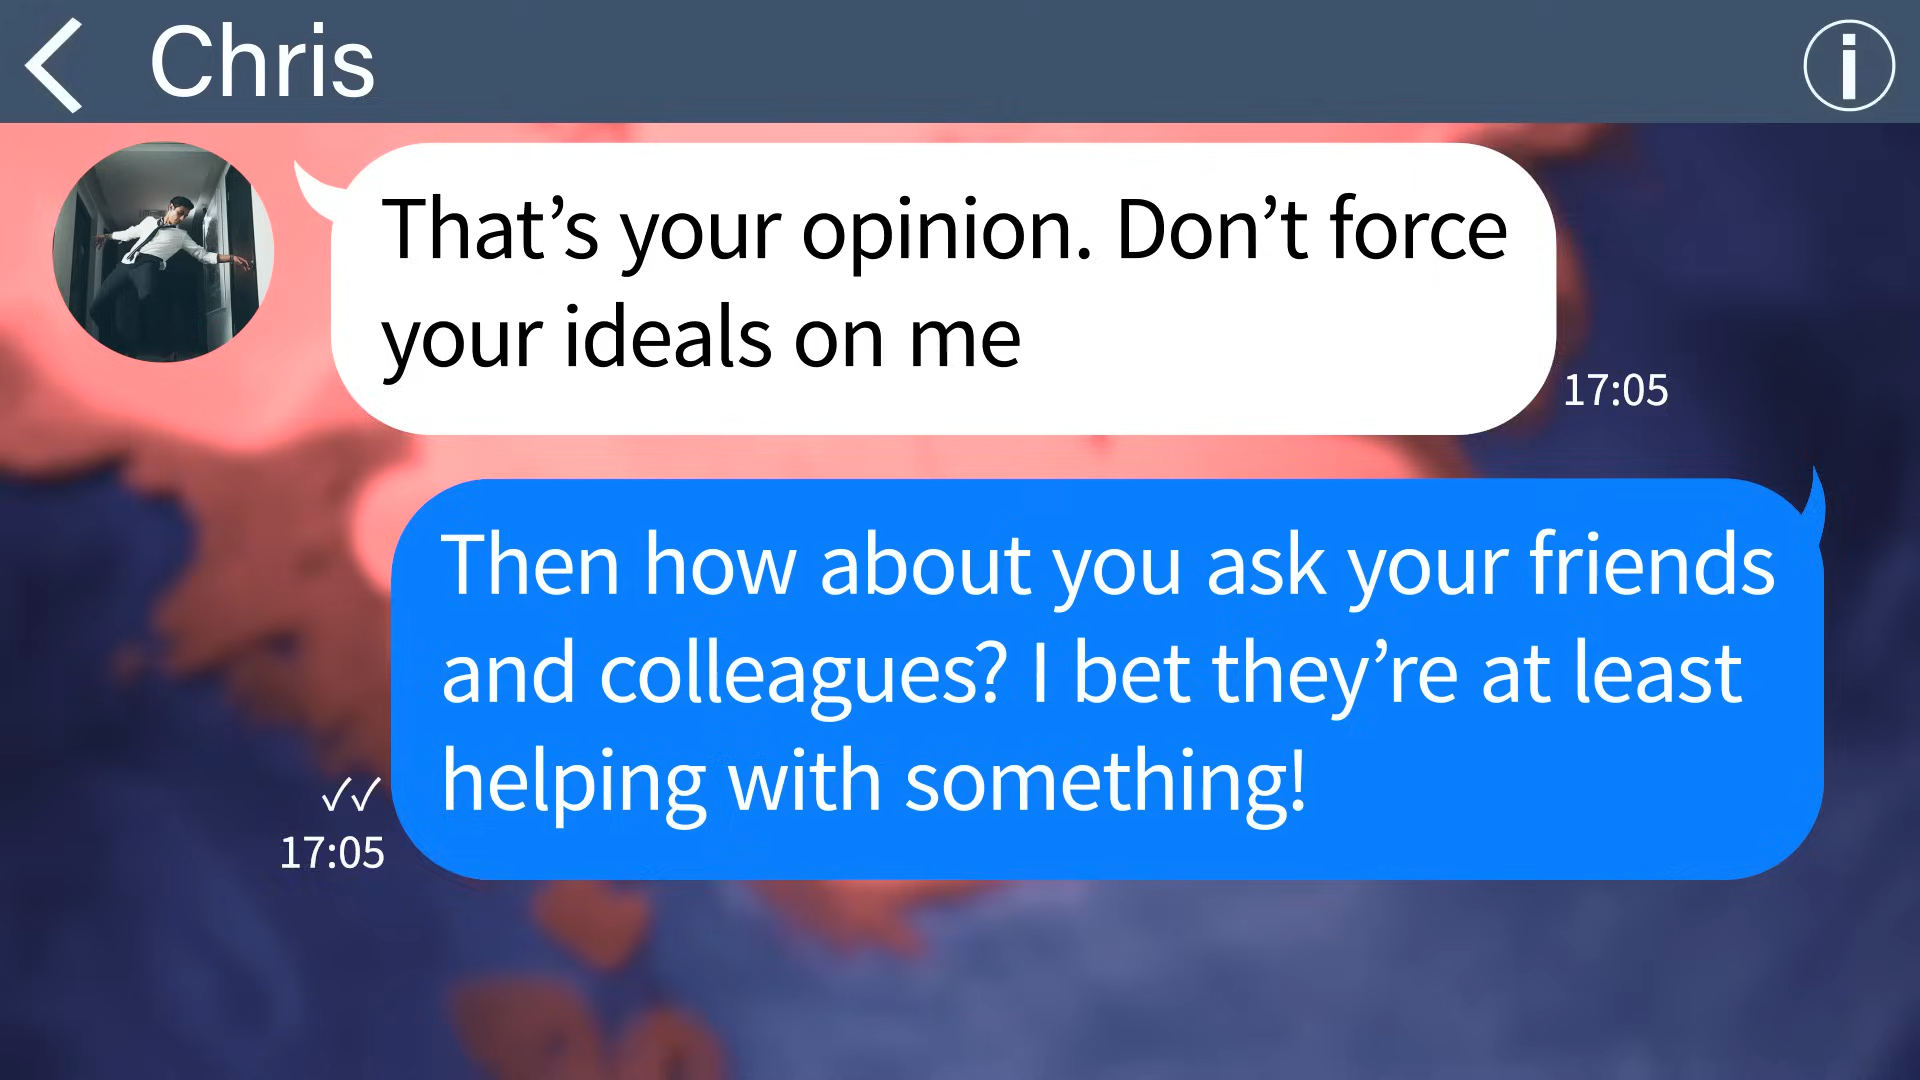 Chris
That’s your opinion. Don’t force
your ideals on me
17:05
Then how about you ask your friends
and colleagues? I bet they’re at least
helping with something!
17:05